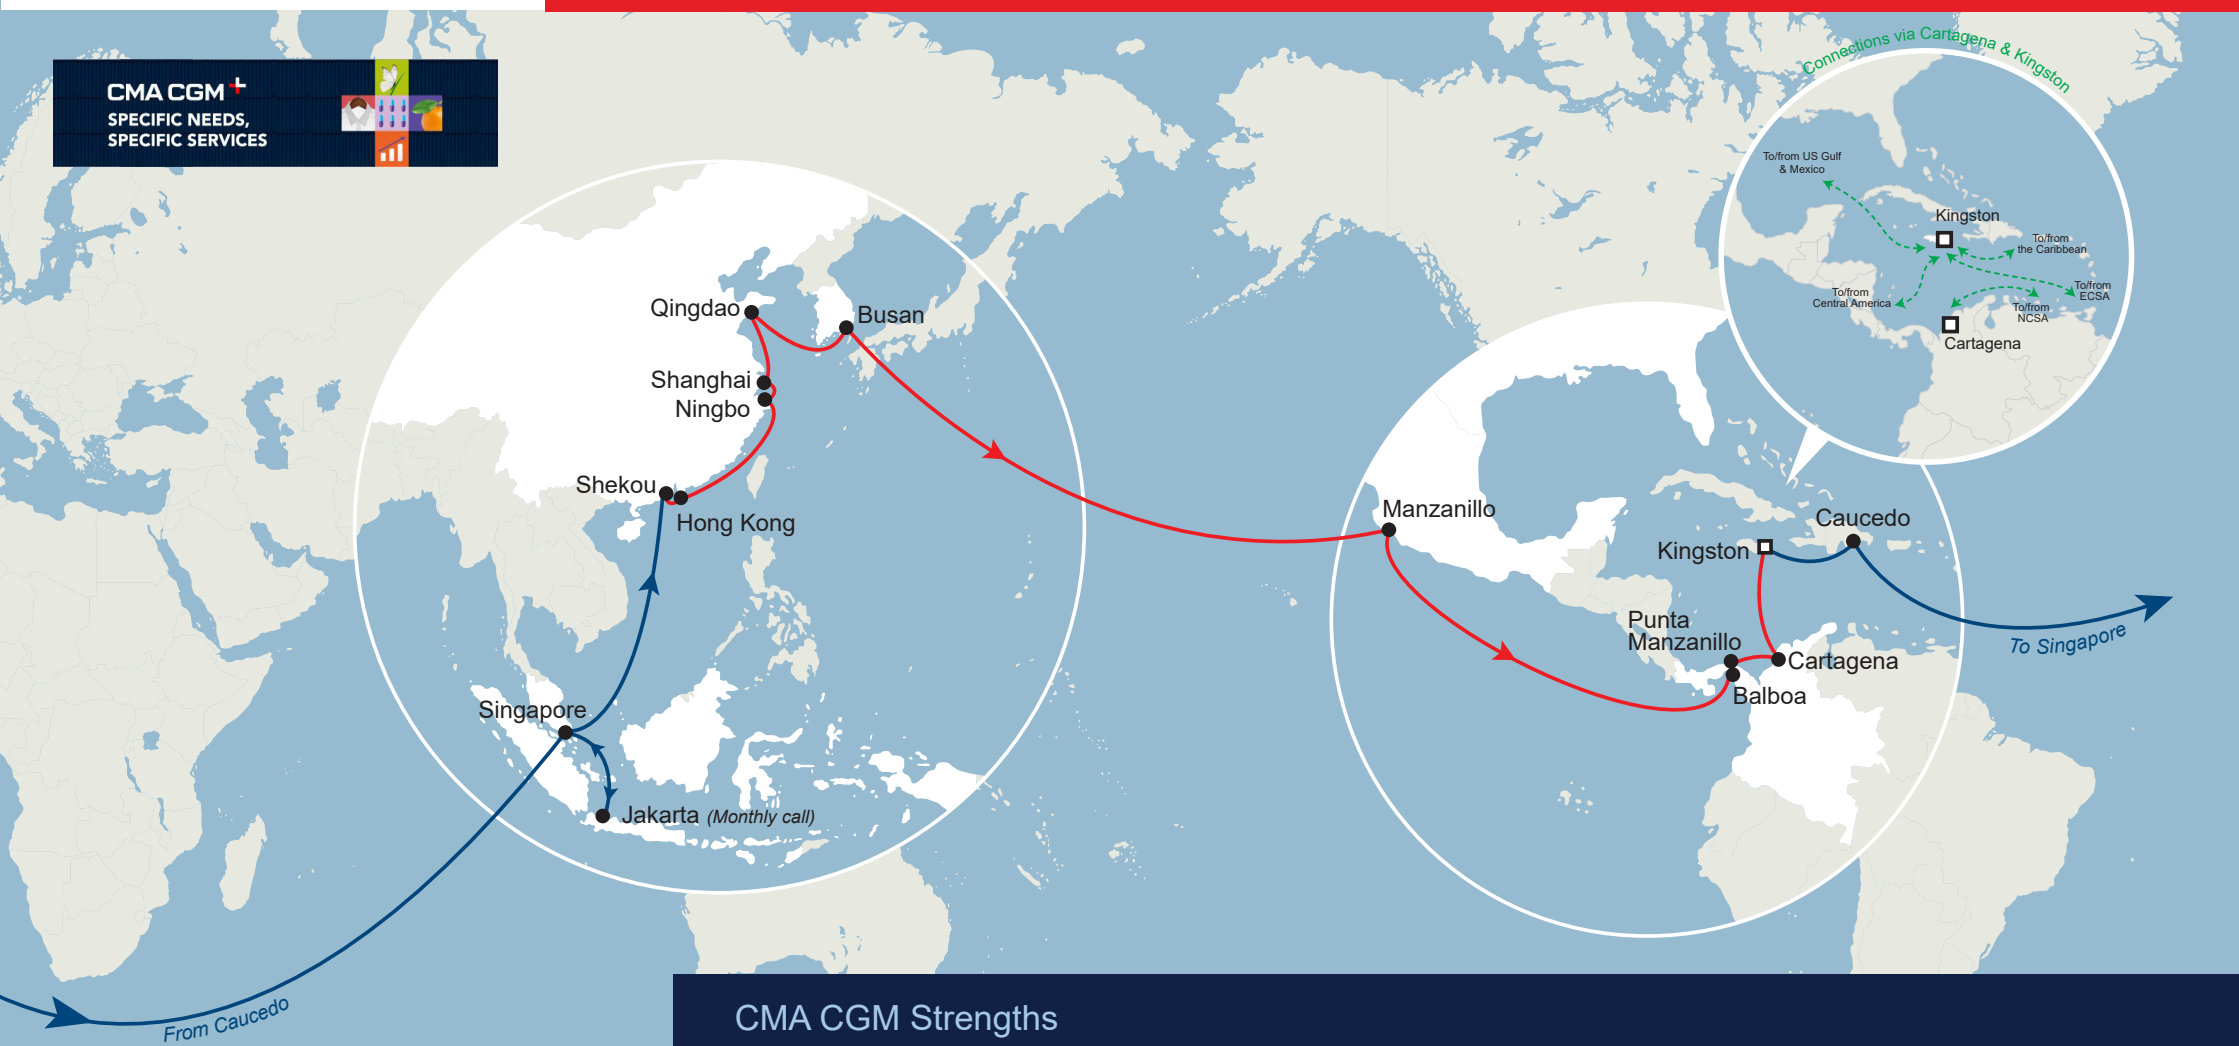 CMA CGM +
SPECIFIC NEEDS,
SPECIFIC SERVICES
Connections via Cartagena & Kingston
To/from US Gulf
& Mexico
Kingston
To/from
the Caribbean
To/from
Central America
To/from
ECSA
To/from
NCSA
Cartagena
Qingdao
Busan
Shanghai
Ningbo
Shekou
Hong Kong
Singapore
Jakarta (Monthly call)
Manzanillo
Caucedo
Kingston
Punta
Manzanillo
Cartagena
Balboa
To Singapore
From Caucedo
CMA CGM Strengths